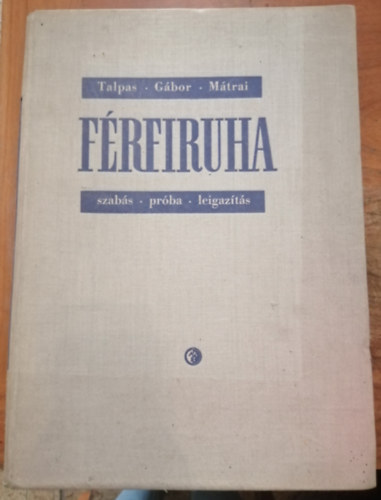 Talpas · Gábor · Mátrai
FÉRFIRUHA
szabás · próba · leigazítás